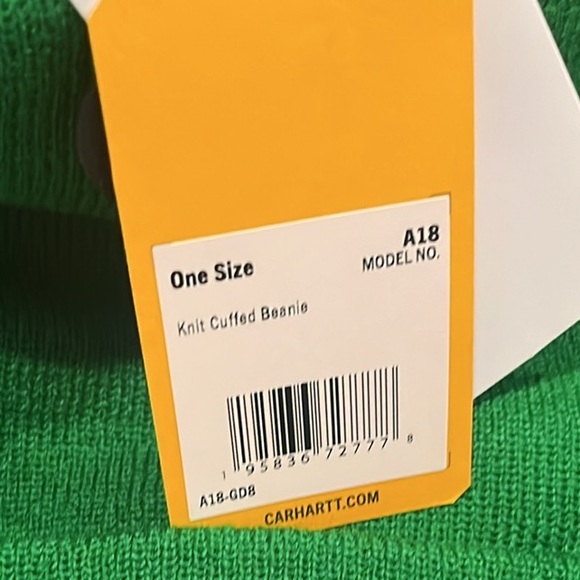 A18
One Size
MODEL NO.
Knit Cuffed Beanie
1 95836 72777 8
A18-GD8
CARHARTT.COM